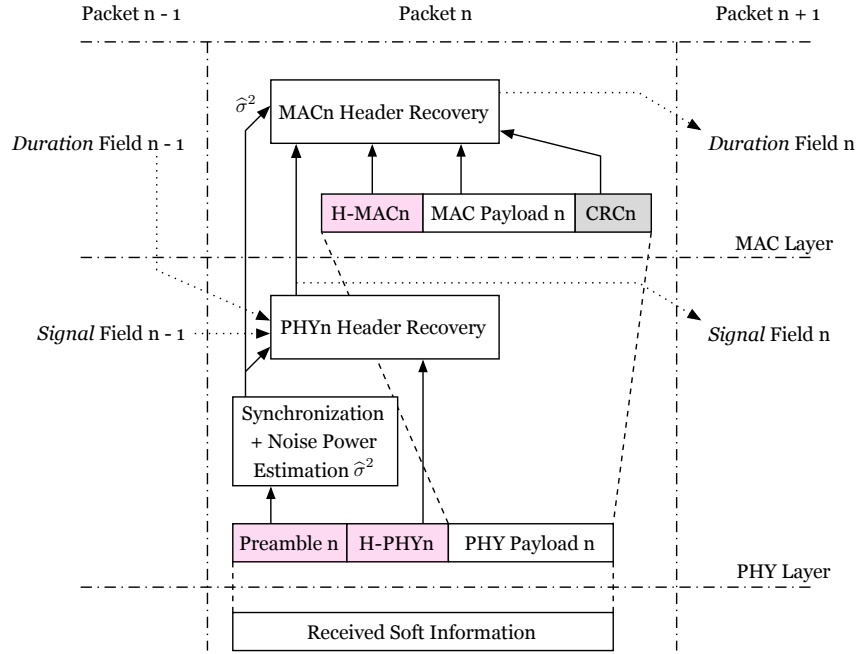 Packet n - 1
Packet n
Packet n + 1
σ̂²
MACn Header Recovery
Duration Field n - 1
Duration Field n
H-MACn
MAC Payload n
CRCn
MAC Layer
PHYn Header Recovery
Signal Field n - 1
Signal Field n
Synchronization
+ Noise Power
Estimation σ̂²
Preamble n
H-PHYn
PHY Payload n
PHY Layer
Received Soft Information